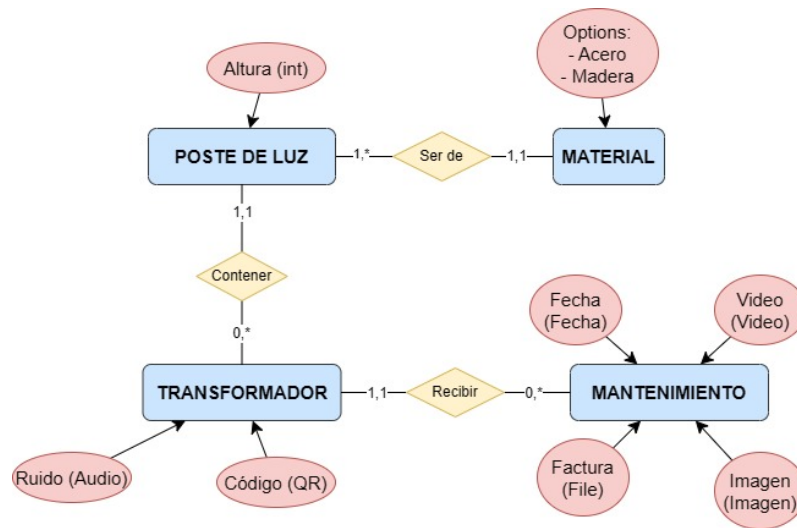 Options:
- Acero
- Madera
Altura (int)
POSTE DE LUZ
1,*
Ser de
1,1
MATERIAL
1,1
Contener
0,*
Fecha
(Fecha)
Video
(Video)
TRANSFORMADOR
1,1
Recibir
0,*
MANTENIMIENTO
Ruido (Audio)
Código (QR)
Factura
(File)
Imagen
(Imagen)